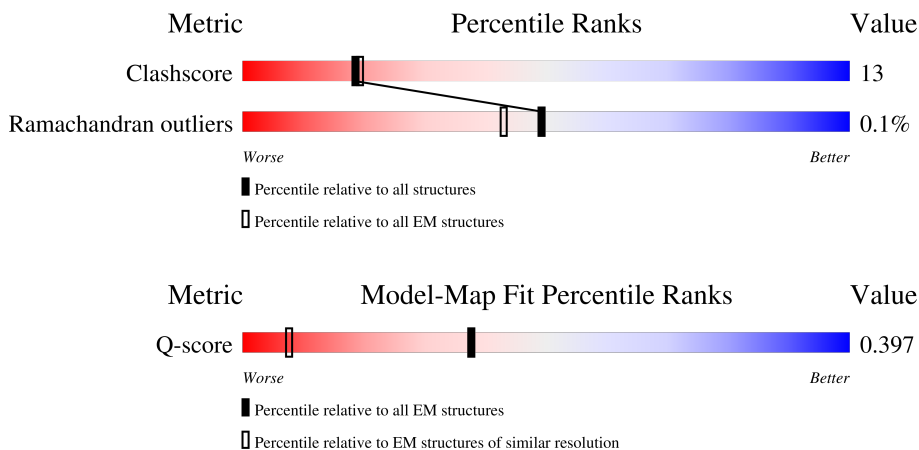 Metric Percentile Ranks Value
Clashscore 13
Ramachandran outliers 0.1%
Worse Better
Percentile relative to all structures
Percentile relative to all EM structures
Metric Model-Map Fit Percentile Ranks Value
Q-score 0.397
Worse Better
Percentile relative to all EM structures
Percentile relative to EM structures of similar resolution